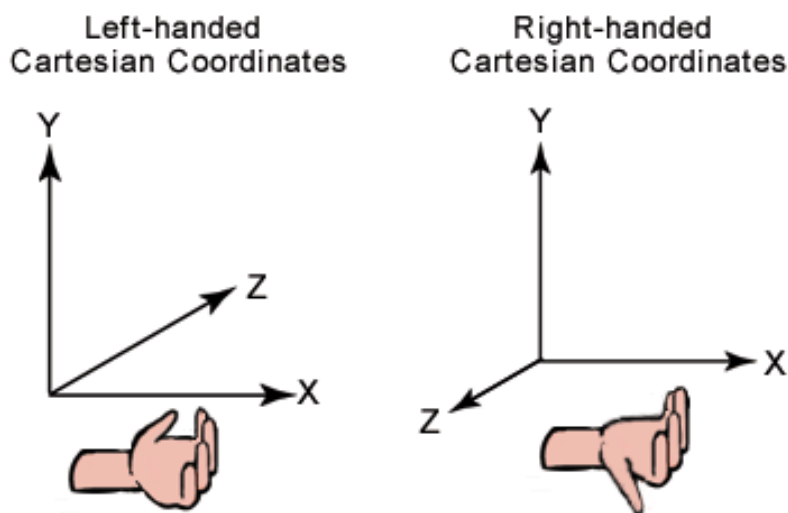 Left-handed
Cartesian Coordinates
Y
Z
X
Right-handed
Cartesian Coordinates
Y
X
Z